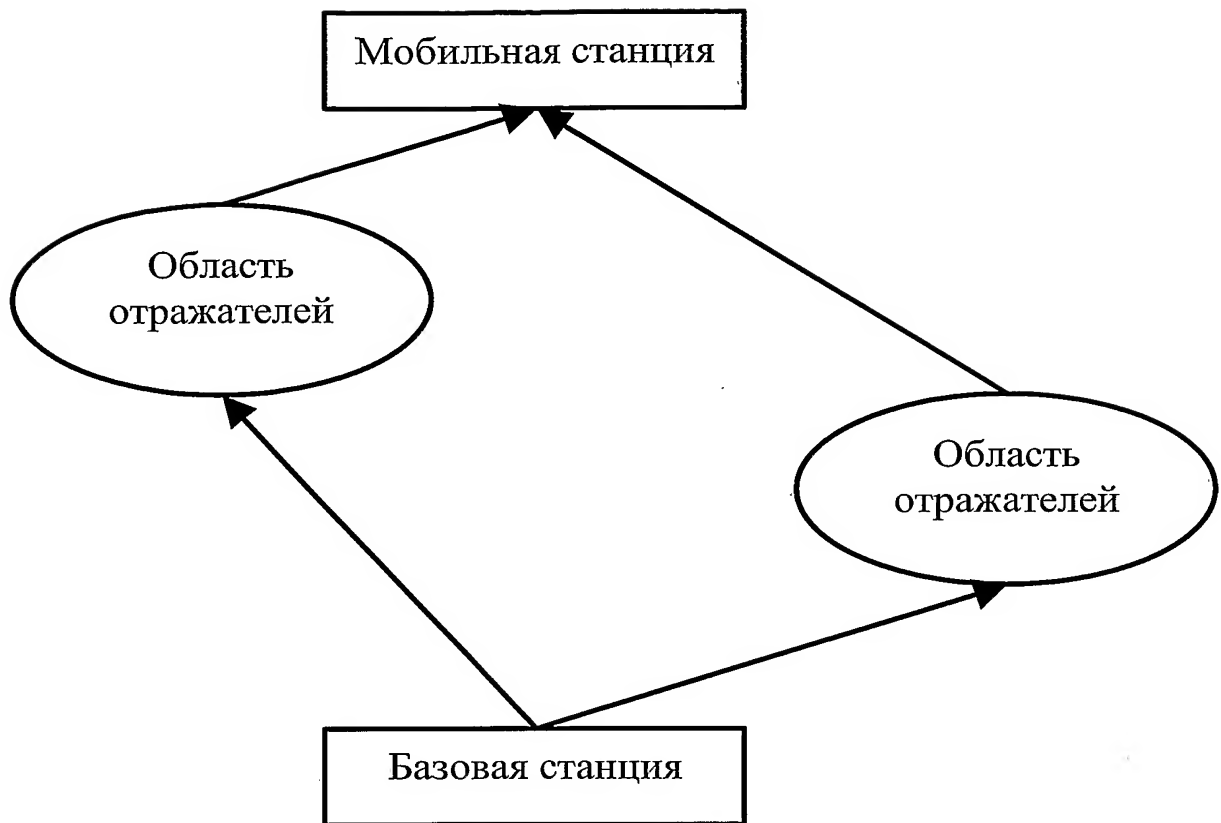 Мобильная станция
Область
отражателей
Область
отражателей
Базовая станция